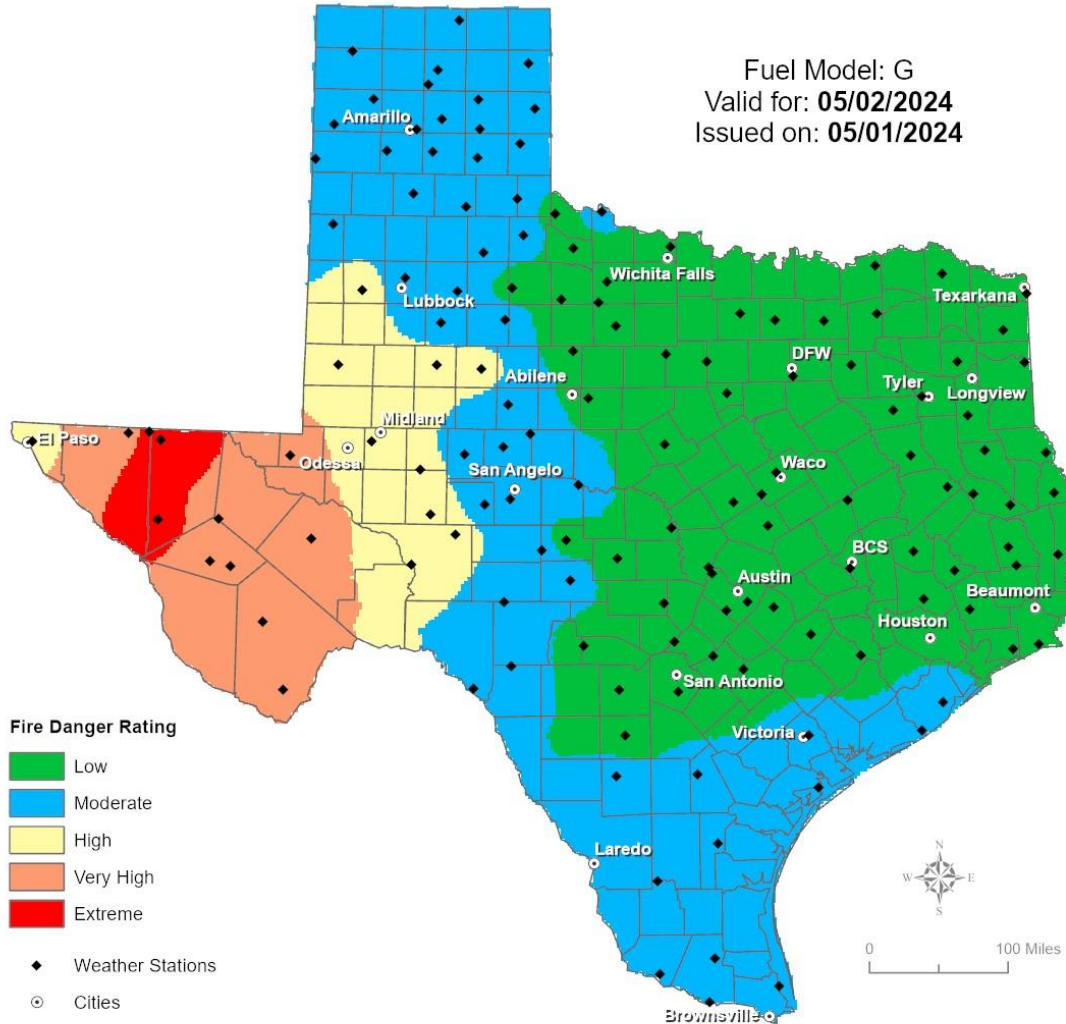 Fuel Model: G
Valid for: 05/02/2024
Issued on: 05/01/2024
Amarillo
Wichita Falls
Lubbock
Texarkana
DFW
Abilene
Tyler
Longview
Midland
El Paso
Odessa
San Angelo
Waco
BCS
Austin
Beaumont
Houston
San Antonio
Victoria
Laredo
Brownsville
Fire Danger Rating
Low
Moderate
High
Very High
Extreme
Weather Stations
Cities
N
W E
S
0 100 Miles